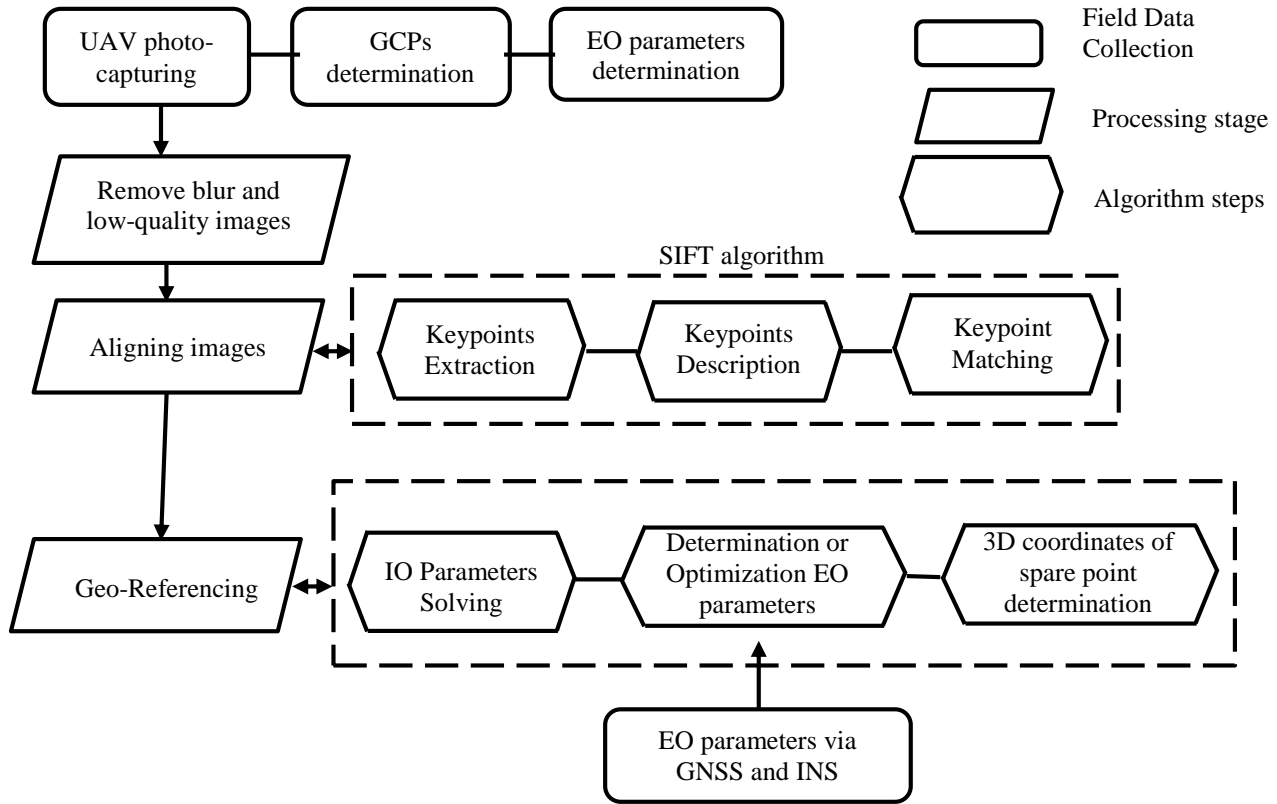 UAV photo-
capturing
GCPs
determination
EO parameters
determination
Field Data
Collection
Processing stage
Algorithm steps
Remove blur and
low-quality images
SIFT algorithm
Aligning images
Keypoints
Extraction
Keypoints
Description
Keypoint
Matching
Geo-Referencing
IO Parameters
Solving
Determination or
Optimization EO
parameters
3D coordinates of
spare point
determination
EO parameters via
GNSS and INS